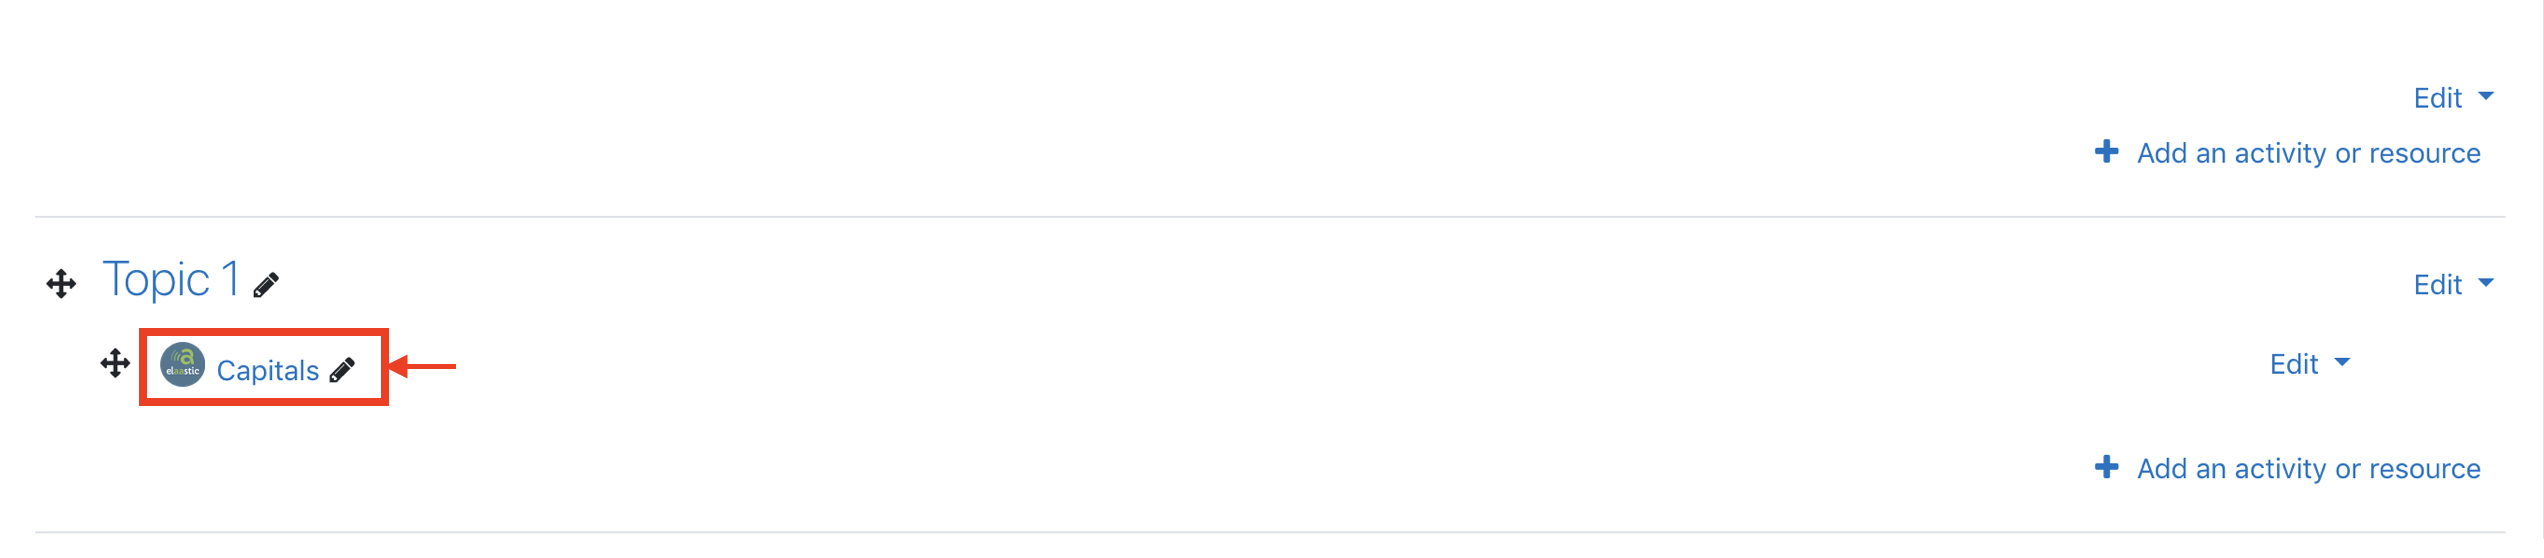 Edit
Add an activity or resource
Topic 1
Edit
a
elaastic
Capitals
Edit
Add an activity or resource